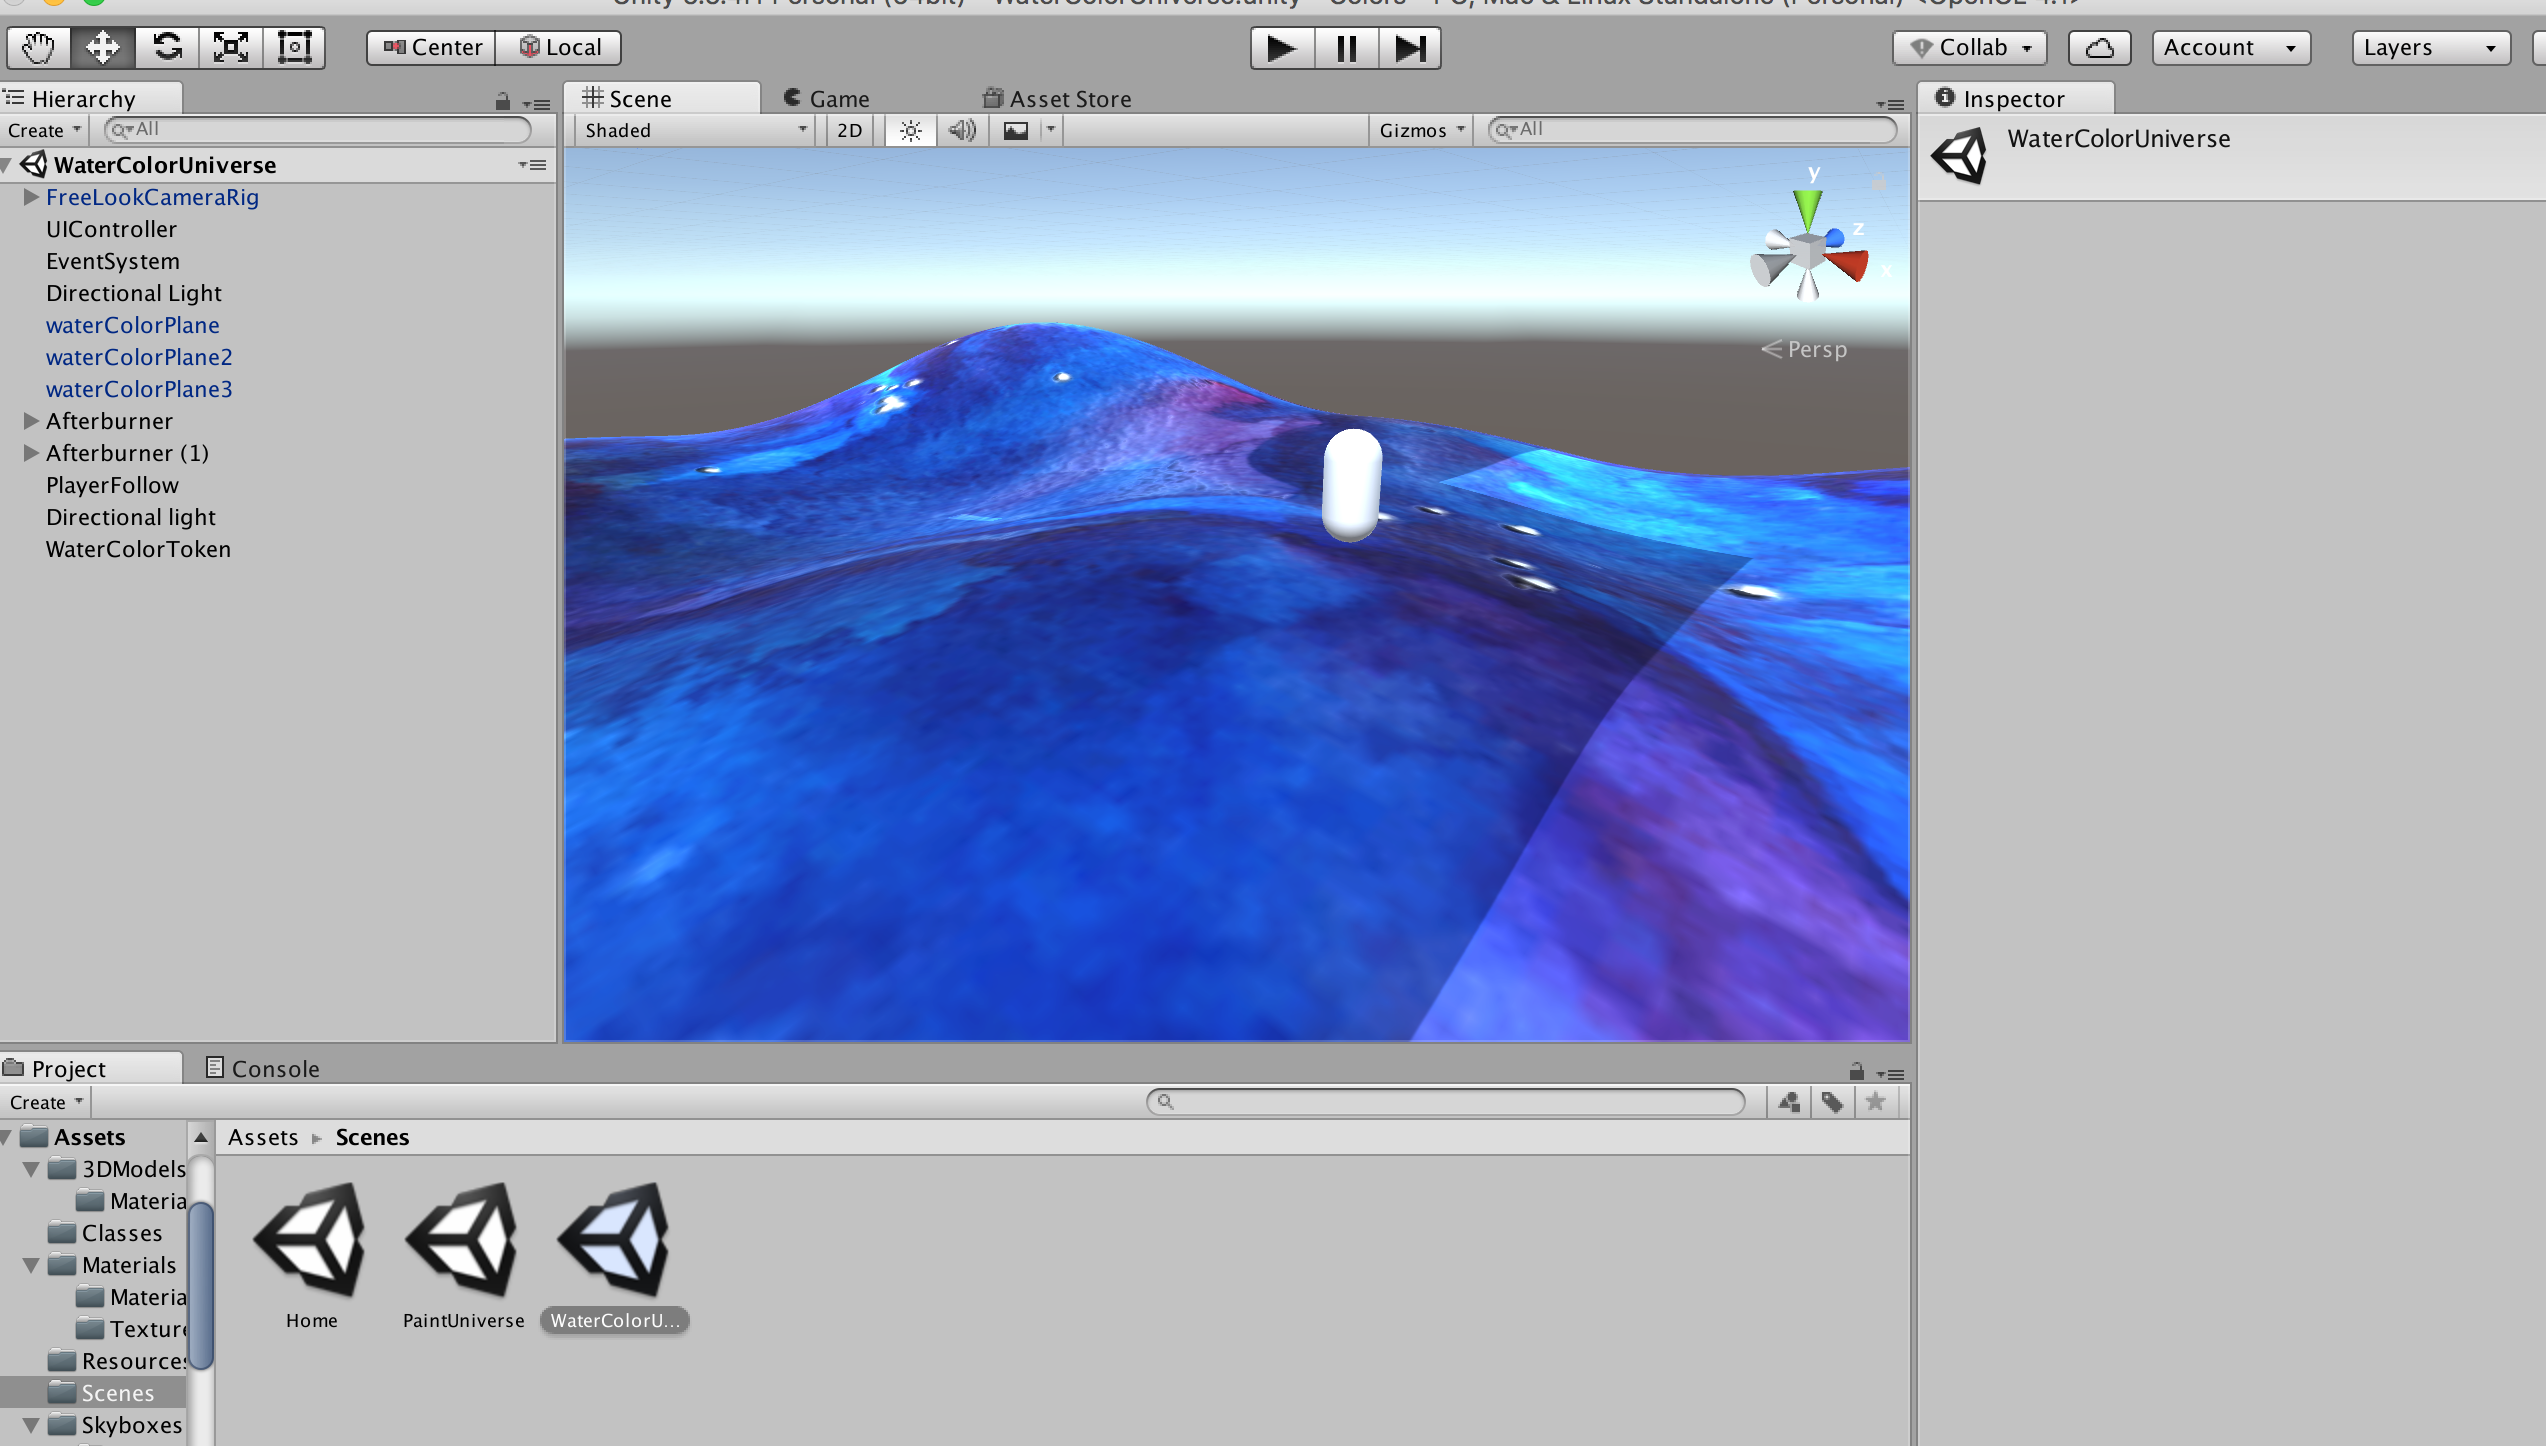 Center Local
Collab Account Layers
Hierarchy
Create All
WaterColorUniverse
FreeLookCameraRig
UIController
EventSystem
Directional Light
waterColorPlane
waterColorPlane2
waterColorPlane3
Afterburner
Afterburner (1)
PlayerFollow
Directional light
WaterColorToken
Scene Game Asset Store
Shaded 2D Gizmos All
y
z
x
Persp
Inspector
WaterColorUniverse
Project Console
Create
Assets
3DModels
Materia
Classes
Materials
Materia
Texture
Resources
Scenes
Skyboxes
Assets Scenes
Home PaintUniverse WaterColorU...